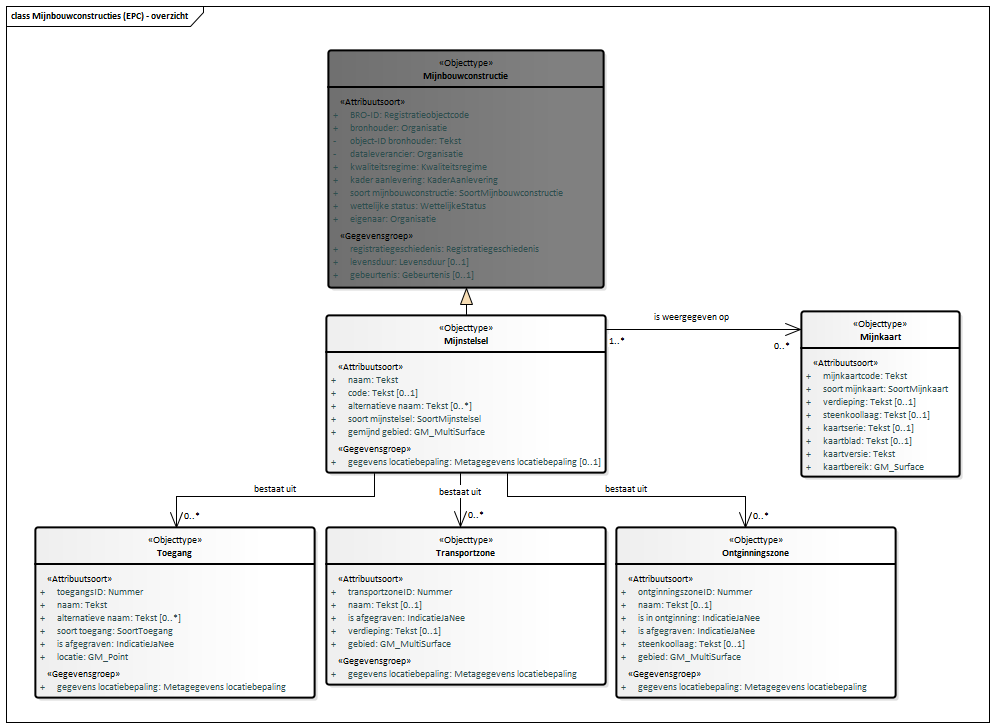 class Mijnbouwconstructies (EPC) - overzicht
«Objecttype»
Mijnbouwconstructie
«Attribuutsoort»
+ BRO-ID: Registratieobjectcode
+ bronhouder: Organisatie
- object-ID bronhouder: Tekst
- dataleverancier: Organisatie
+ kwaliteitsregime: Kwaliteitsregime
+ kader aanlevering: KaderAanlevering
+ soort mijnbouwconstructie: SoortMijnbouwconstructie
+ wettelijke status: WettelijkeStatus
+ eigenaar: Organisatie
«Gegevensgroep»
+ registratiegeschiedenis: Registratiegeschiedenis
+ levensduur: Levensduur [0..1]
+ gebeurtenis: Gebeurtenis [0..1]
«Objecttype»
Mijnstelsel
«Attribuutsoort»
+ naam: Tekst
+ code: Tekst [0..1]
+ alternatieve naam: Tekst [0..*]
+ soort mijnstelsel: SoortMijnstelsel
+ gemijnd gebied: GM_MultiSurface
«Gegevensgroep»
+ gegevens locatiebepaling: Metagegevens locatiebepaling [0..1]
is weergegeven op
1..*
0..*
«Objecttype»
Mijnkaart
«Attribuutsoort»
+ mijnkaartcode: Tekst
+ soort mijnkaart: SoortMijnkaart
+ verdieping: Tekst [0..1]
+ steenkoollaag: Tekst [0..1]
+ kaartserie: Tekst [0..1]
+ kaartblad: Tekst [0..1]
+ kaartversie: Tekst
+ kaartbereik: GM_Surface
bestaat uit
0..*
bestaat uit
0..*
bestaat uit
0..*
«Objecttype»
Toegang
«Attribuutsoort»
+ toegangsID: Nummer
+ naam: Tekst
+ alternatieve naam: Tekst [0..*]
+ soort toegang: SoortToegang
+ is afgegraven: IndicatieJaNee
+ locatie: GM_Point
«Gegevensgroep»
+ gegevens locatiebepaling: Metagegevens locatiebepaling
«Objecttype»
Transportzone
«Attribuutsoort»
+ transportzoneID: Nummer
+ naam: Tekst [0..1]
+ is afgegraven: IndicatieJaNee
+ verdieping: Tekst [0..1]
+ gebied: GM_MultiSurface
«Gegevensgroep»
+ gegevens locatiebepaling: Metagegevens locatiebepaling
«Objecttype»
Ontginningszone
«Attribuutsoort»
+ ontginningszoneID: Nummer
+ naam: Tekst [0..1]
+ is in ontginning: IndicatieJaNee
+ is afgegraven: IndicatieJaNee
+ steenkoollaag: Tekst [0..1]
+ gebied: GM_MultiSurface
«Gegevensgroep»
+ gegevens locatiebepaling: Metagegevens locatiebepaling